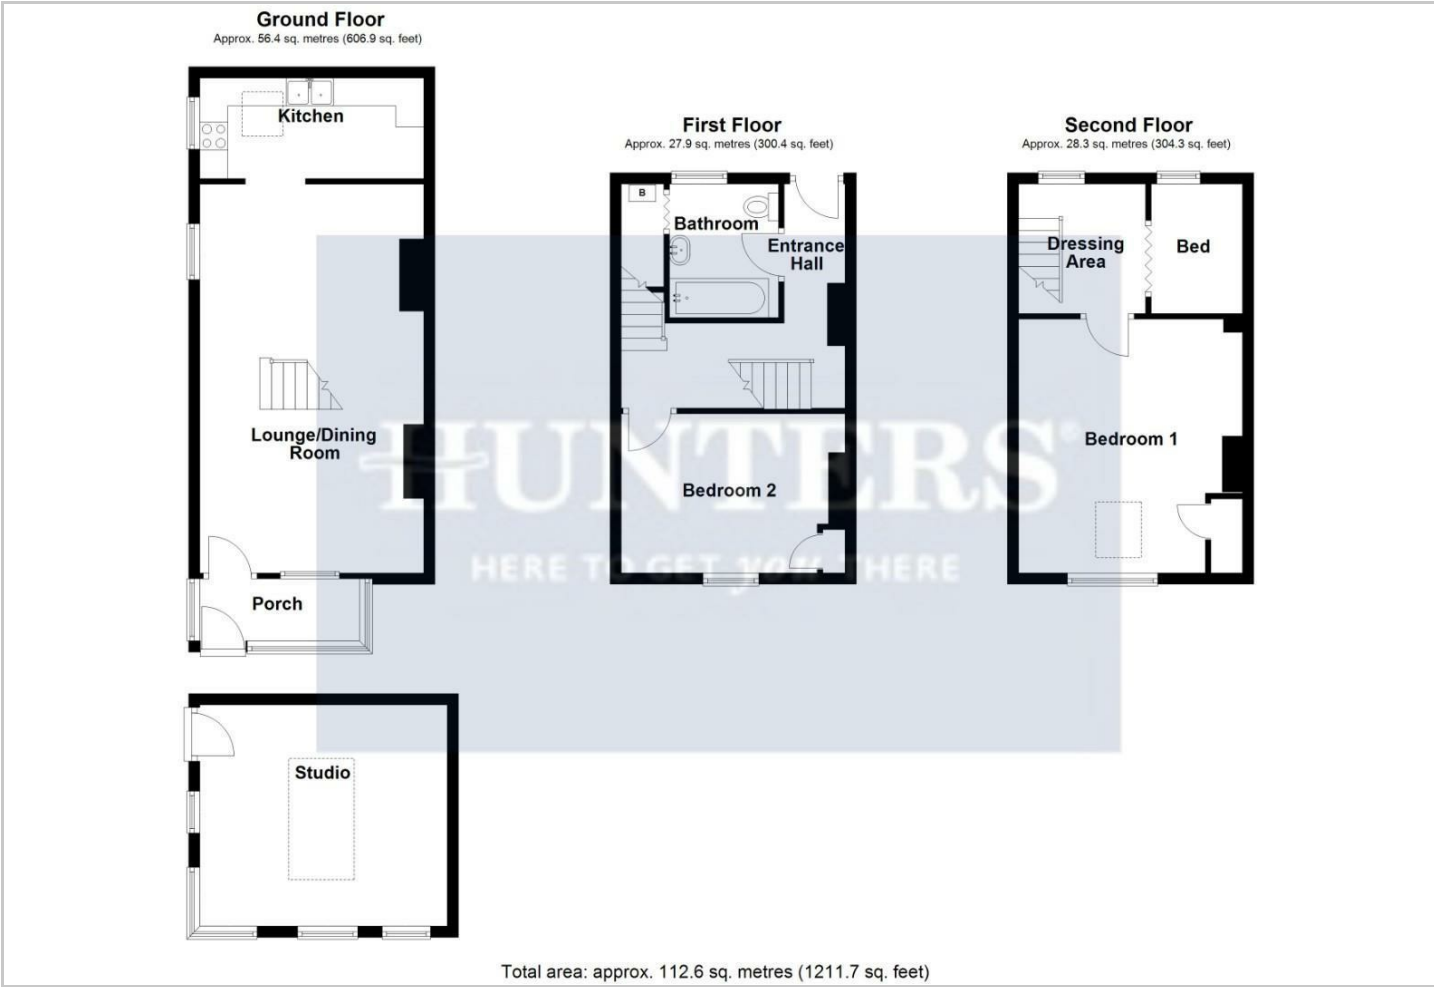 Ground Floor
Approx. 56.4 sq. metres (606.9 sq. feet)
Kitchen
Lounge/Dining
Room
Porch
Studio
First Floor
Approx. 27.9 sq. metres (300.4 sq. feet)
B
Bathroom
Entrance
Hall
Bedroom 2
Second Floor
Approx. 28.3 sq. metres (304.3 sq. feet)
Dressing
Area
Bed
Bedroom 1
HUNTERS®
HERE TO GET you THERE
Total area: approx. 112.6 sq. metres (1211.7 sq. feet)